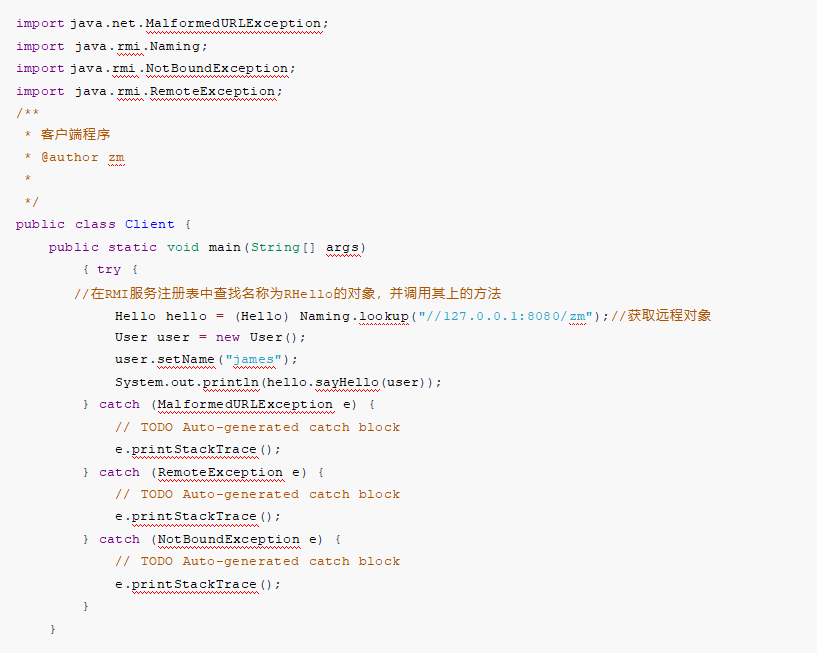 import java.net.MalformedURLException;
import java.rmi.Naming;
import java.rmi.NotBoundException;
import java.rmi.RemoteException;
/**
 * 客户端程序
 * @author zm
 *
 */
public class Client {
    public static void main(String[] args)
        { try {
       //在RMI服务注册表中查找名称为RHello的对象，并调用其上的方法
            Hello hello = (Hello) Naming.lookup("//127.0.0.1:8080/zm");//获取远程对象
            User user = new User();
            user.setName("james");
            System.out.println(hello.sayHello(user));
        } catch (MalformedURLException e) {
            // TODO Auto-generated catch block
            e.printStackTrace();
        } catch (RemoteException e) {
            // TODO Auto-generated catch block
            e.printStackTrace();
        } catch (NotBoundException e) {
            // TODO Auto-generated catch block
            e.printStackTrace();
        }
    }